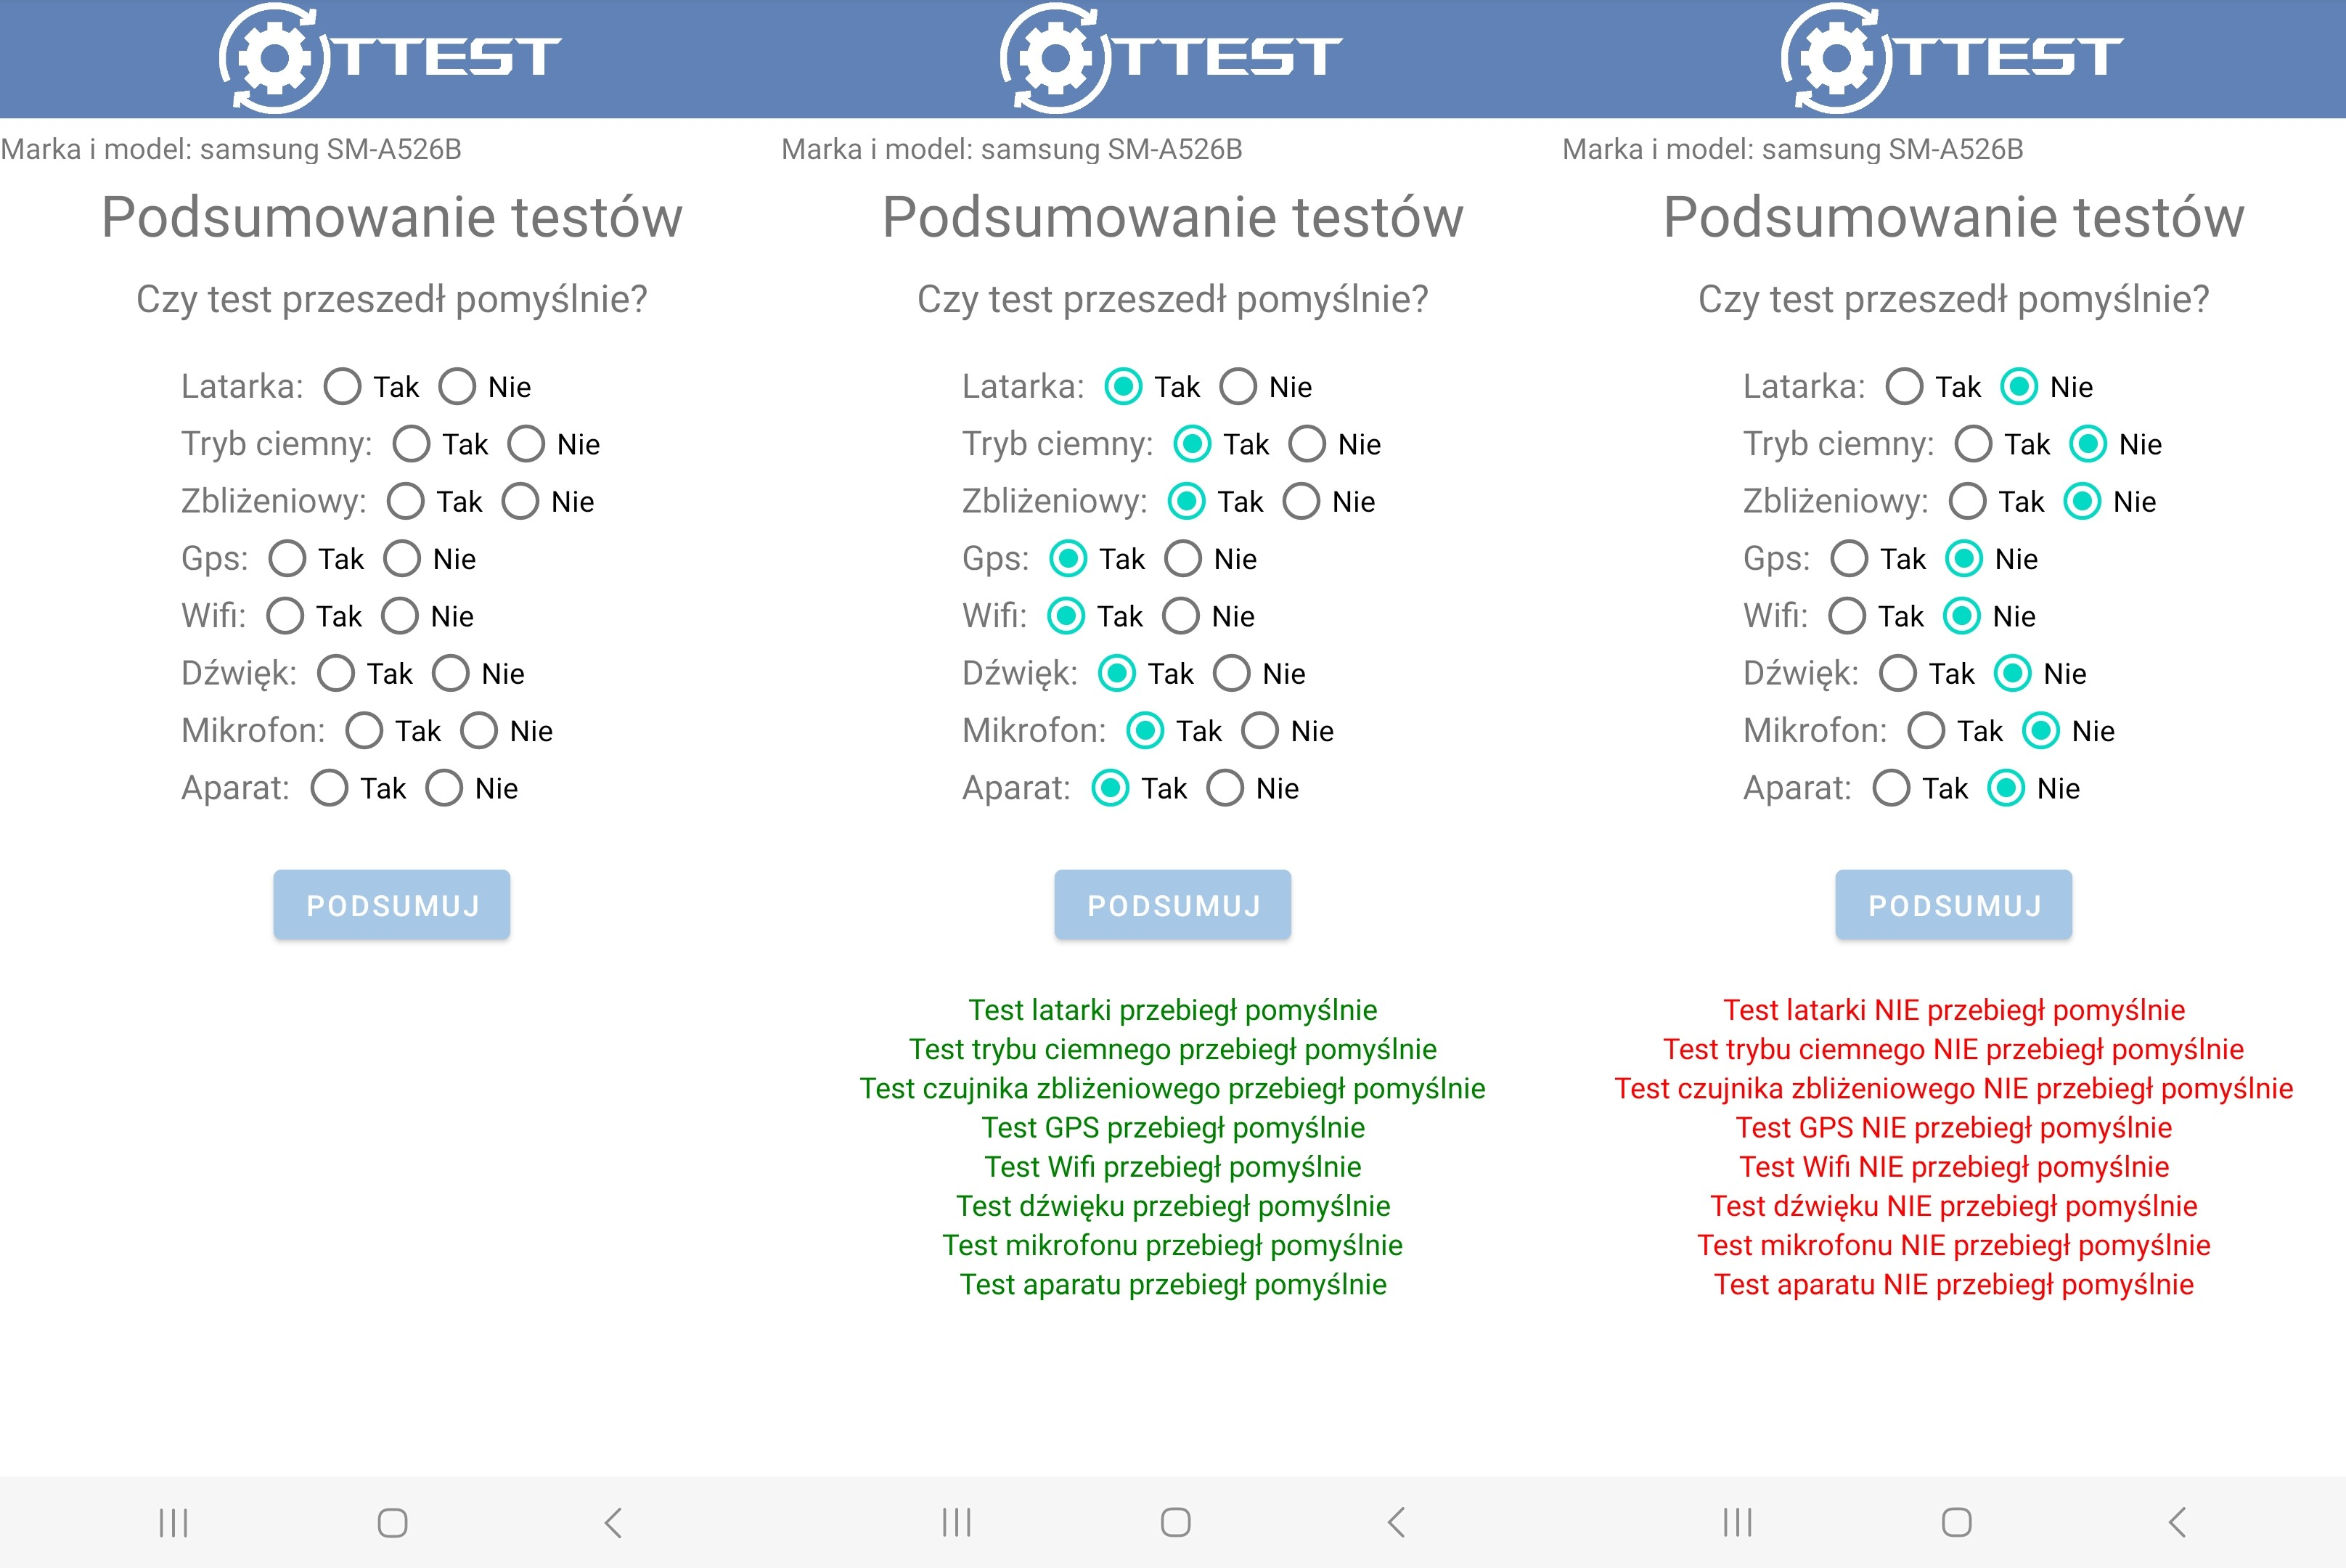 TTEST
Marka i model: samsung SM-A526B
Podsumowanie testów
Czy test przeszedł pomyślnie?
Latarka: Tak Nie
Tryb ciemny: Tak Nie
Zbliżeniowy: Tak Nie
Gps: Tak Nie
Wifi: Tak Nie
Dźwięk: Tak Nie
Mikrofon: Tak Nie
Aparat: Tak Nie
PODSUMUJ
TTEST
Marka i model: samsung SM-A526B
Podsumowanie testów
Czy test przeszedł pomyślnie?
Latarka: Tak Nie
Tryb ciemny: Tak Nie
Zbliżeniowy: Tak Nie
Gps: Tak Nie
Wifi: Tak Nie
Dźwięk: Tak Nie
Mikrofon: Tak Nie
Aparat: Tak Nie
PODSUMUJ
Test latarki przebiegł pomyślnie
Test trybu ciemnego przebiegł pomyślnie
Test czujnika zbliżeniowego przebiegł pomyślnie
Test GPS przebiegł pomyślnie
Test Wifi przebiegł pomyślnie
Test dźwięku przebiegł pomyślnie
Test mikrofonu przebiegł pomyślnie
Test aparatu przebiegł pomyślnie
TTEST
Marka i model: samsung SM-A526B
Podsumowanie testów
Czy test przeszedł pomyślnie?
Latarka: Tak Nie
Tryb ciemny: Tak Nie
Zbliżeniowy: Tak Nie
Gps: Tak Nie
Wifi: Tak Nie
Dźwięk: Tak Nie
Mikrofon: Tak Nie
Aparat: Tak Nie
PODSUMUJ
Test latarki NIE przebiegł pomyślnie
Test trybu ciemnego NIE przebiegł pomyślnie
Test czujnika zbliżeniowego NIE przebiegł pomyślnie
Test GPS NIE przebiegł pomyślnie
Test Wifi NIE przebiegł pomyślnie
Test dźwięku NIE przebiegł pomyślnie
Test mikrofonu NIE przebiegł pomyślnie
Test aparatu NIE przebiegł pomyślnie